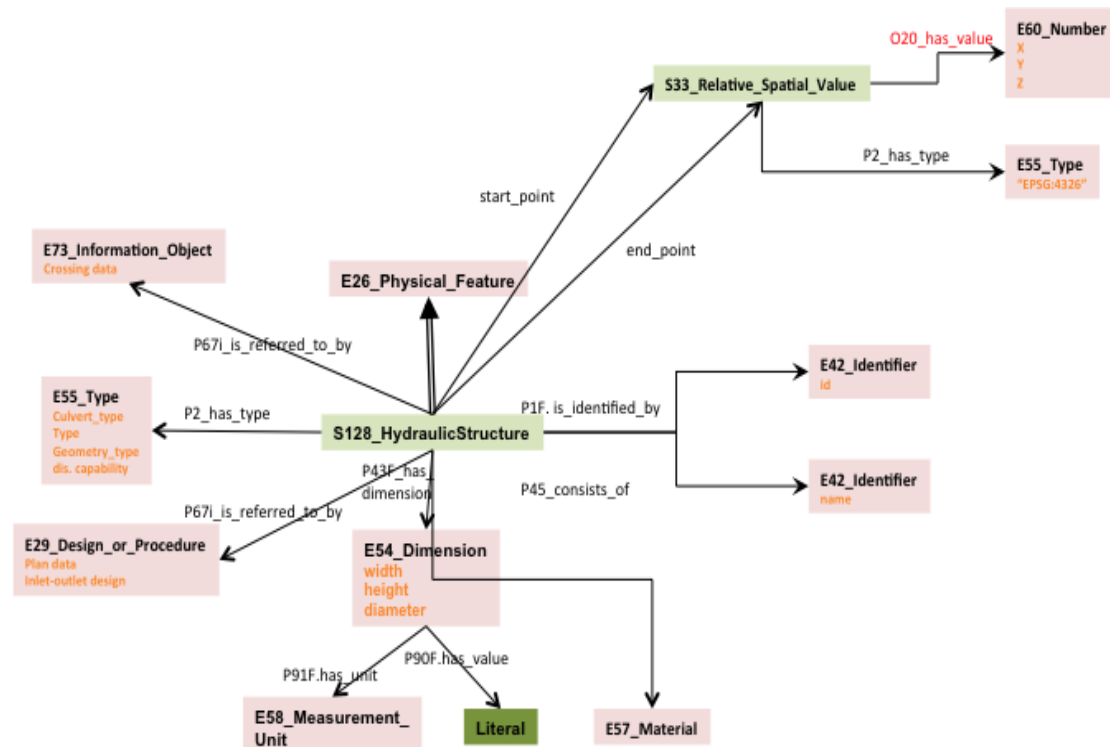 E60_Number
X
Y
Z
O20_has_value
S33_Relative_Spatial_Value
P2_has_type
E55_Type
"EPSG:4326"
start_point
end_point
E73_Information_Object
Crossing data
E26_Physical_Feature
P67i_is_referred_to_by
E42_Identifier
id
E55_Type
Culvert_type
Type
Geometry_type
dis. capability
P2_has_type
P1F. is_identified_by
S128_HydraulicStructure
P43F_has_
dimension
P45_consists_of
E42_Identifier
name
P67i_is_referred_to_by
E29_Design_or_Procedure
Plan data
Inlet-outlet design
E54_Dimension
width
height
diameter
P90F.has_value
P91F.has_unit
E58_Measurement_
Unit
Literal
E57_Material